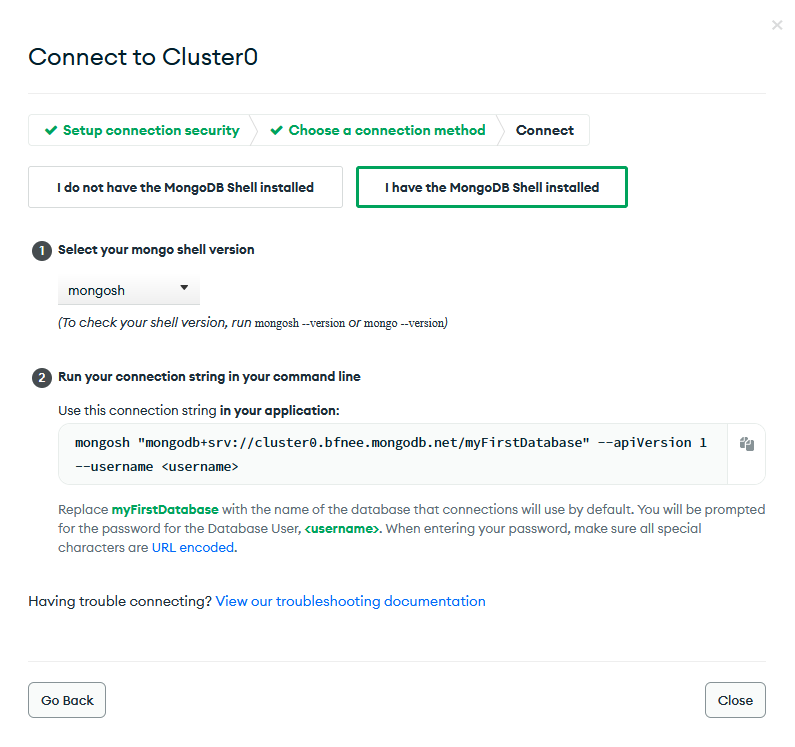 Connect to Cluster0
Setup connection security
Choose a connection method
Connect
I do not have the MongoDB Shell installed
I have the MongoDB Shell installed
1 Select your mongo shell version
mongosh
(To check your shell version, run mongosh --version or mongo --version)
2 Run your connection string in your command line
Use this connection string in your application:
mongosh "mongodb+srv://cluster0.bfnee.mongodb.net/myFirstDatabase" --apiVersion 1
--username <username>
Replace myFirstDatabase with the name of the database that connections will use by default. You will be prompted
for the password for the Database User, <username>. When entering your password, make sure all special
characters are URL encoded.
Having trouble connecting? View our troubleshooting documentation
Go Back
Close